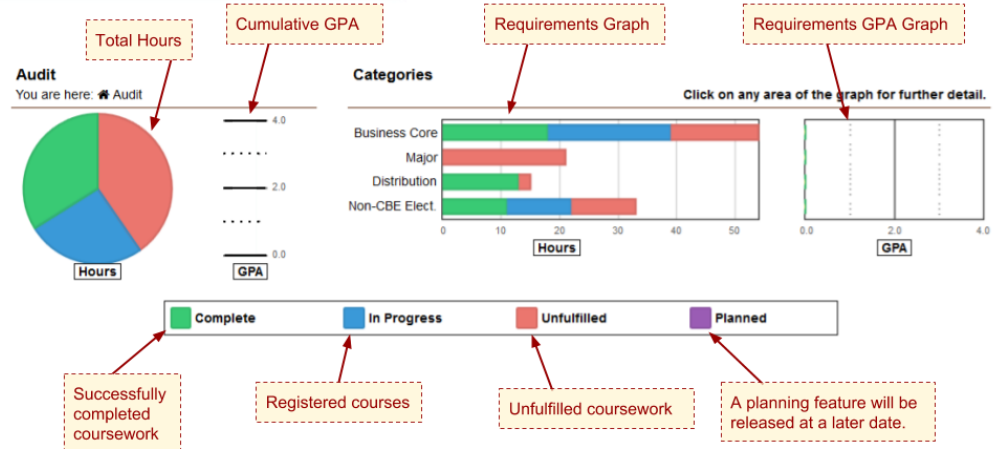 Total Hours
Cumulative GPA
Requirements Graph
Requirements GPA Graph
Audit
You are here: Audit
Categories
Click on any area of the graph for further detail.
4.0
2.0
0.0
Hours
GPA
Business Core
Major
Distribution
Non-CBE Elect.
0 10 20 30 40 50
Hours
0.0 2.0 4.0
GPA
Complete In Progress Unfulfilled Planned
Successfully
completed
coursework
Registered courses
Unfulfilled coursework
A planning feature will be
released at a later date.